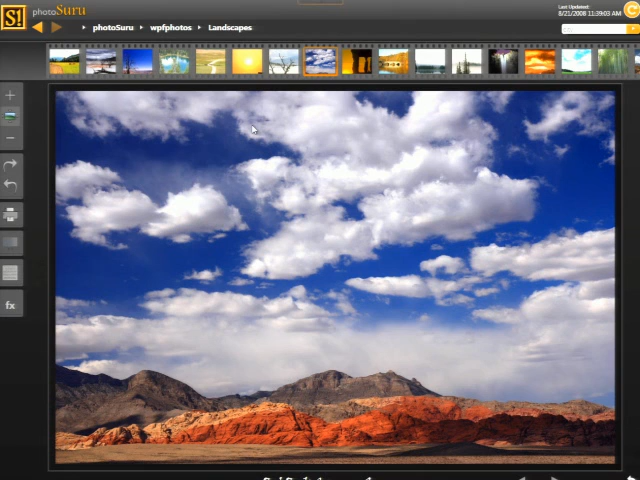 S!
photoSuru
Last Updated:
8/21/2008 11:39:03 AM
photoSuru wpfphotos Landscapes
fx